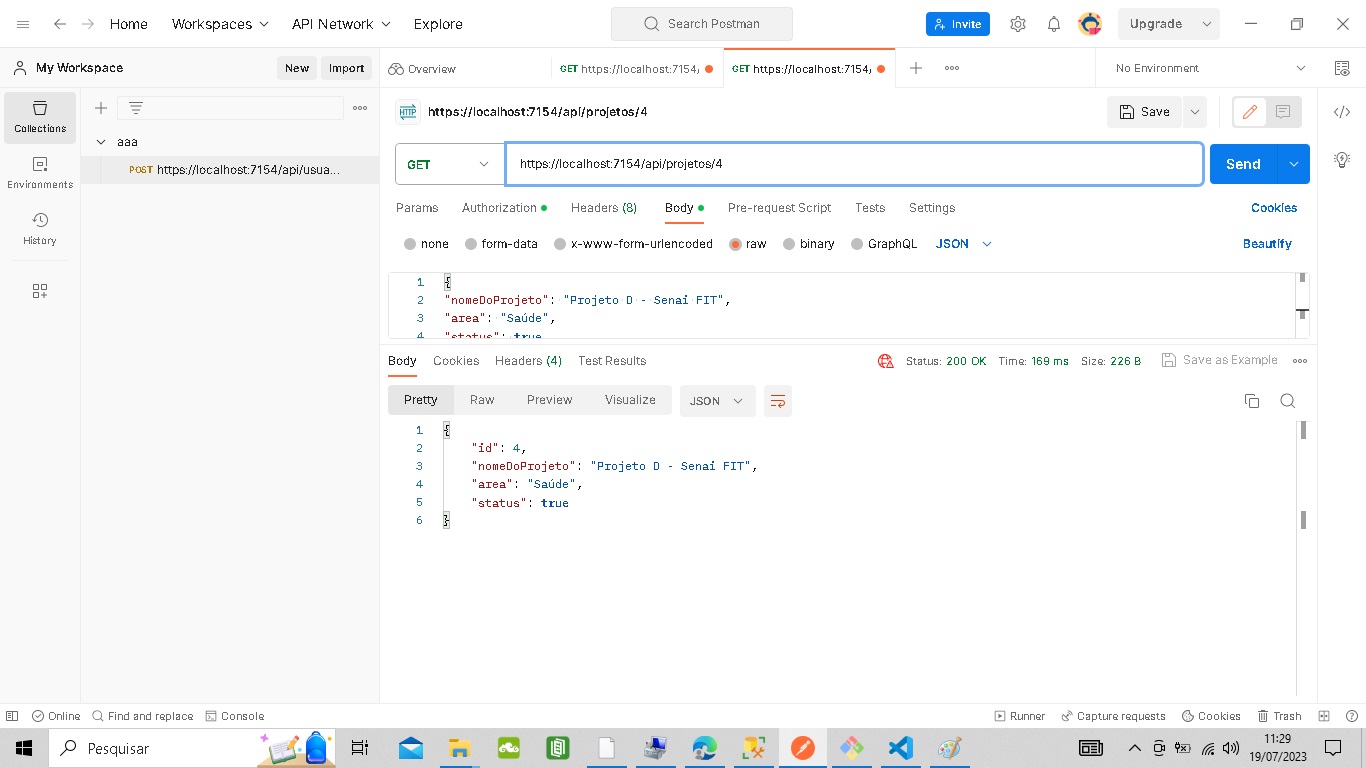 Home Workspaces API Network Explore Search Postman Invite Upgrade
My Workspace New Import Overview GET https://localhost:7154/ GET https://localhost:7154/ No Environment
Collections
Environments
History
aaa
POST https://localhost:7154/api/usua...
HTTP https://localhost:7154/api/projetos/4 Save
GET https://localhost:7154/api/projetos/4 Send
Params Authorization Headers (8) Body Pre-request Script Tests Settings Cookies
none form-data x-www-form-urlencoded raw binary GraphQL JSON Beautify
1 {
2 "nomeDoProjeto": "Projeto D - Senai FIT",
3 "area": "Saúde",
4 "status": true
Body Cookies Headers (4) Test Results Status: 200 OK Time: 169 ms Size: 226 B Save as Example
Pretty Raw Preview Visualize JSON
1 {
2 "id": 4,
3 "nomeDoProjeto": "Projeto D - Senai FIT",
4 "area": "Saúde",
5 "status": true
6 }
Online Find and replace Console Runner Capture requests Cookies Trash
Pesquisar
11:29
19/07/2023